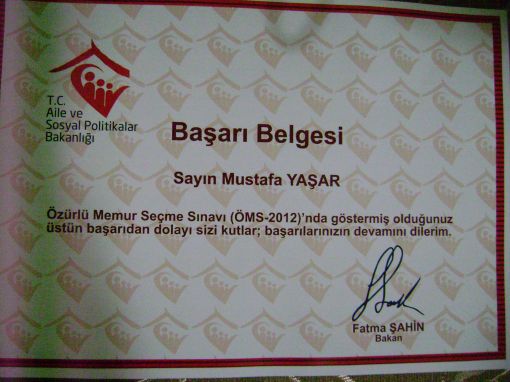 T.C.
Aile ve
Sosyal Politikalar
Bakanlığı
Başarı Belgesi
Sayın Mustafa YAŞAR
Özürlü Memur Seçme Sınavı (ÖMS-2012)'nda göstermiş olduğunuz
üstün başarıdan dolayı sizi kutlar; başarılarınızın devamını dilerim.
Fatma ŞAHİN
Bakan